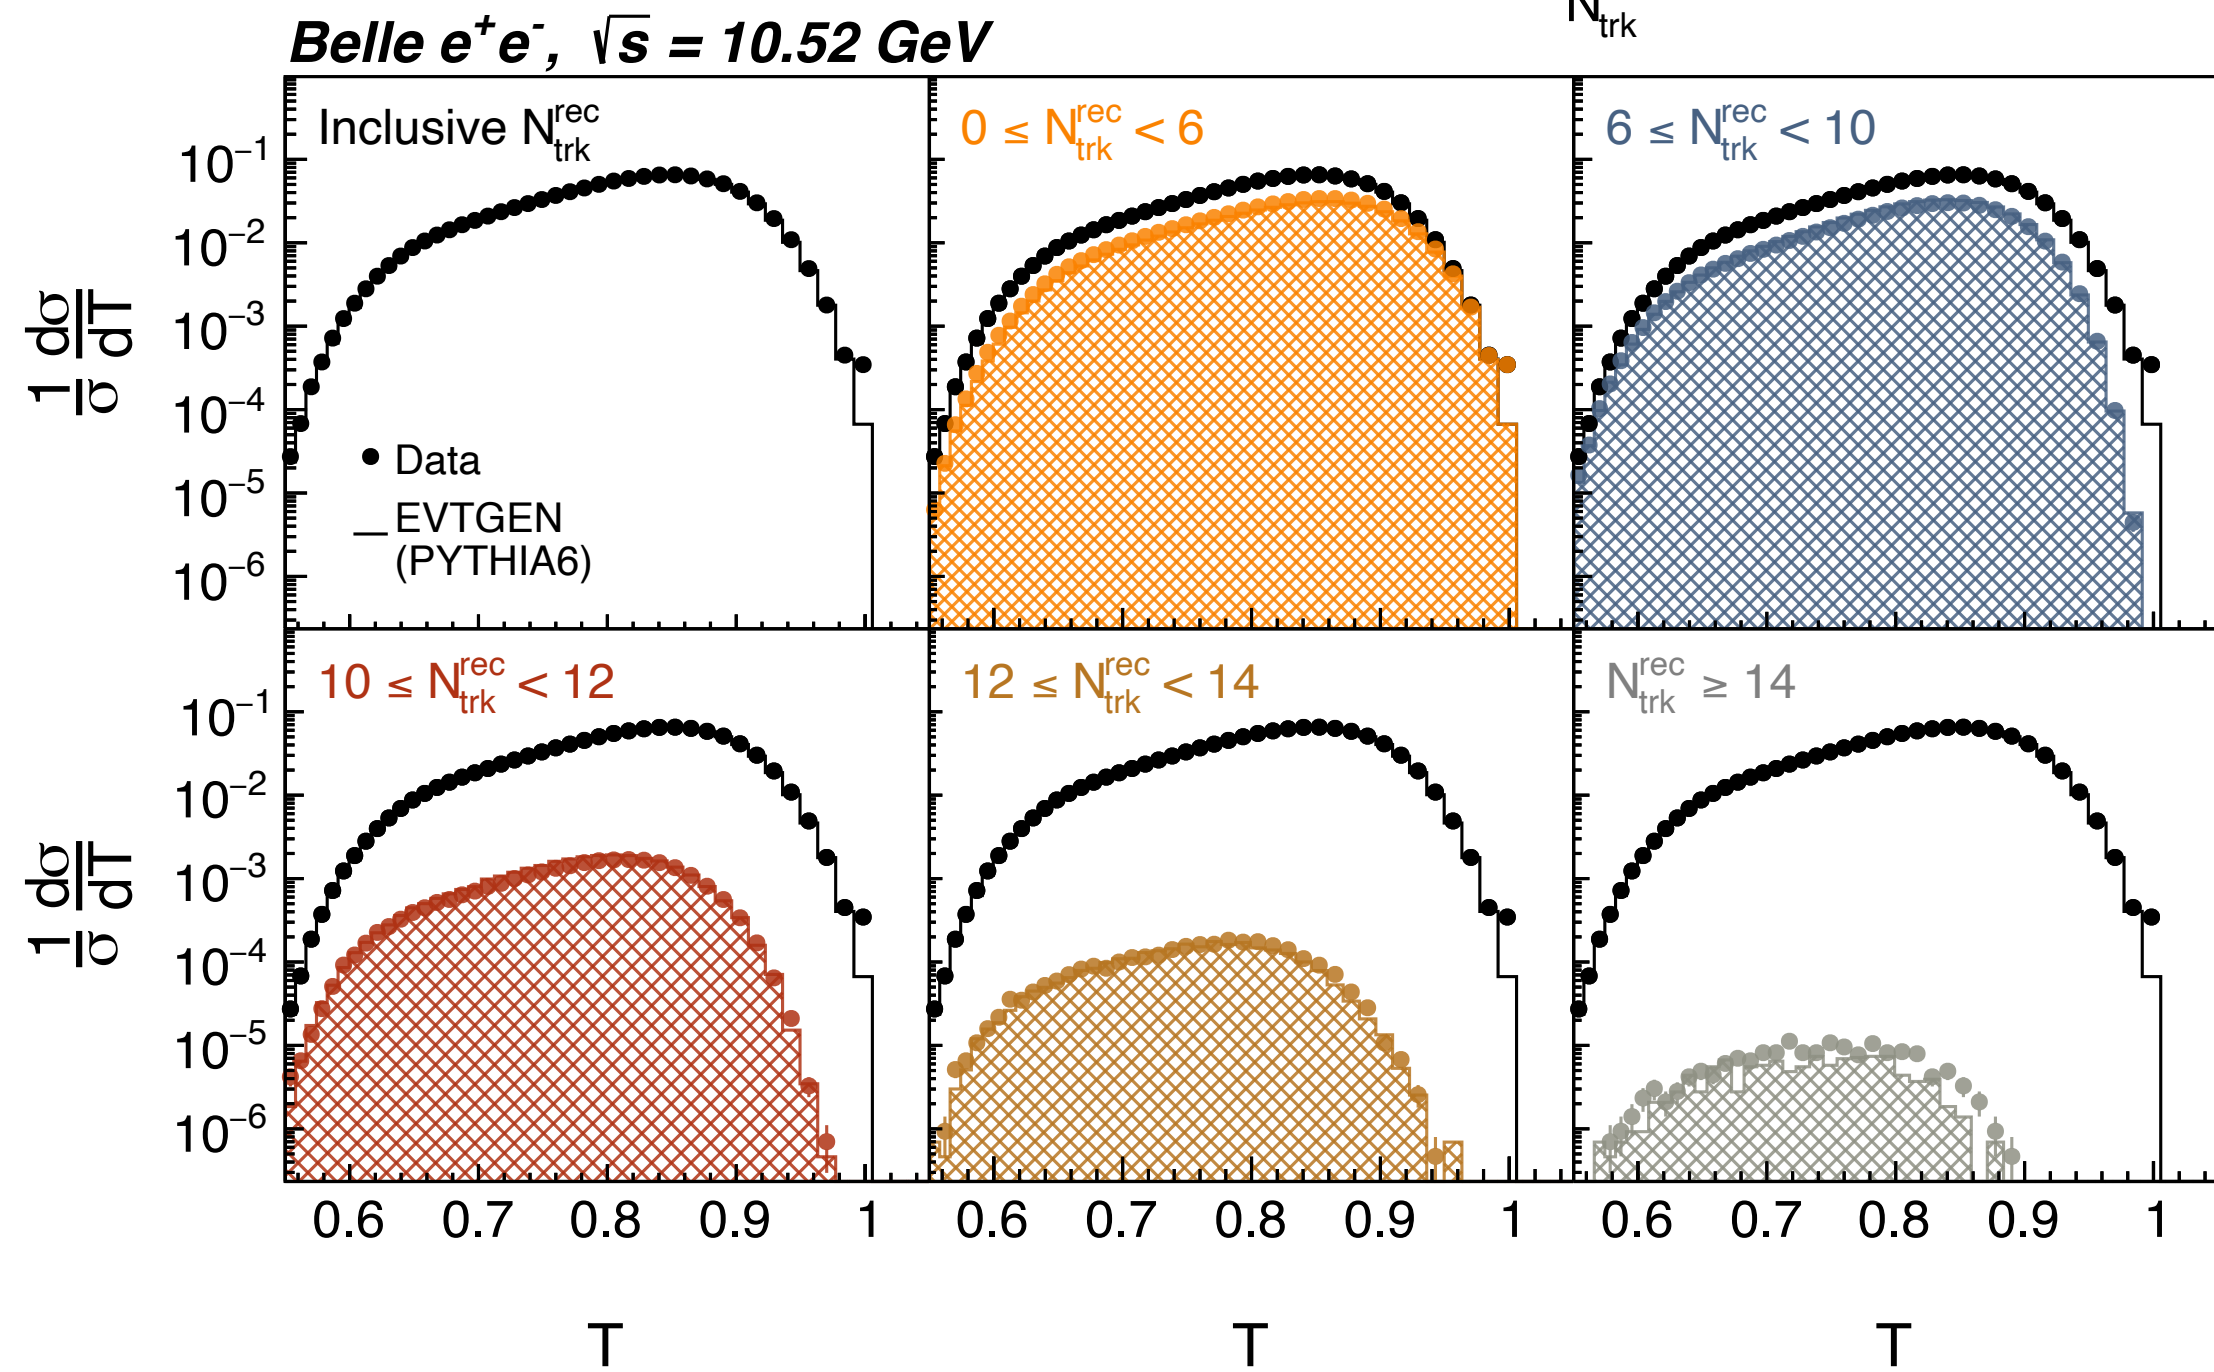 N_trk
Belle e⁺e⁻, √s = 10.52 GeV
Inclusive N_trk^rec
0 ≤ N_trk^rec < 6
6 ≤ N_trk^rec < 10
10⁻¹
10⁻²
10⁻³
10⁻⁴
10⁻⁵
10⁻⁶
1/σ dσ/dT
Data
EVTGEN
(PYTHIA6)
10 ≤ N_trk^rec < 12
12 ≤ N_trk^rec < 14
N_trk^rec ≥ 14
10⁻¹
10⁻²
10⁻³
10⁻⁴
10⁻⁵
10⁻⁶
1/σ dσ/dT
0.6 0.7 0.8 0.9 1
0.6 0.7 0.8 0.9 1
0.6 0.7 0.8 0.9 1
T
T
T